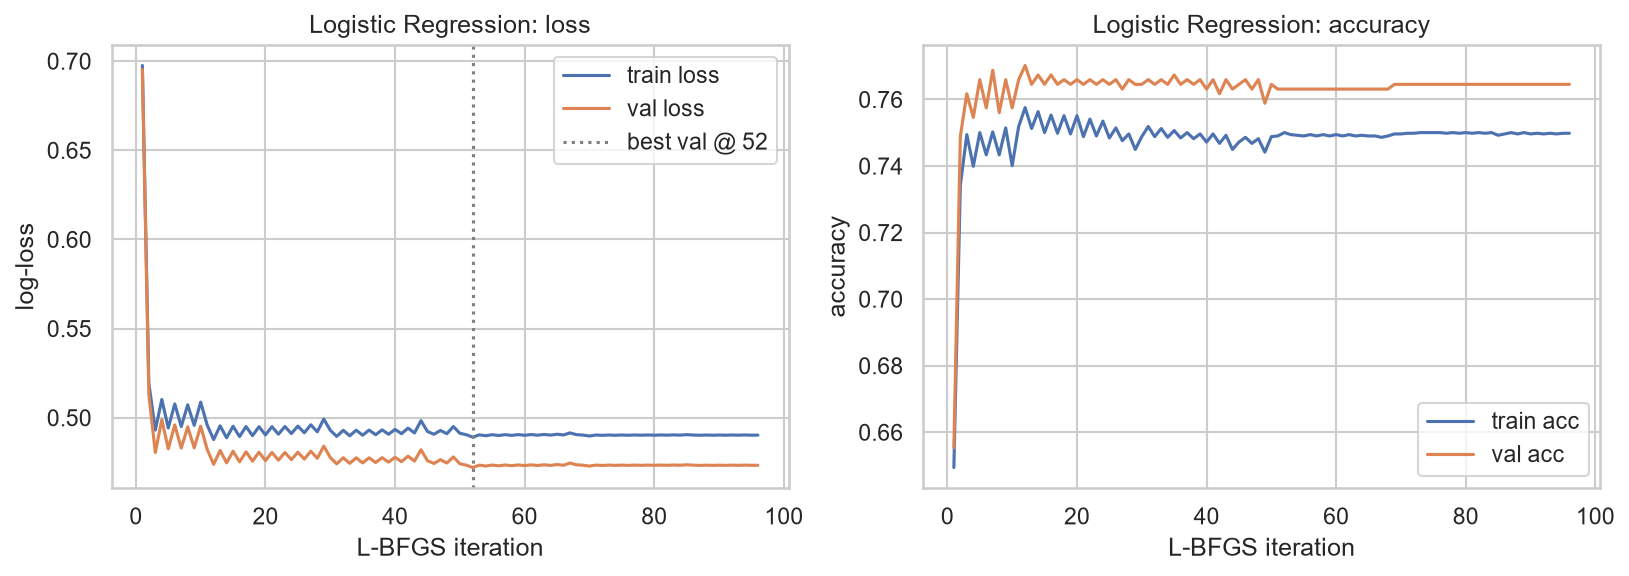 Logistic Regression: loss
0.70
0.65
0.60
0.55
0.50
log-loss
0
20
40
60
80
100
L-BFGS iteration
train loss
val loss
best val @ 52
Logistic Regression: accuracy
0.76
0.74
0.72
0.70
0.68
0.66
accuracy
0
20
40
60
80
100
L-BFGS iteration
train acc
val acc